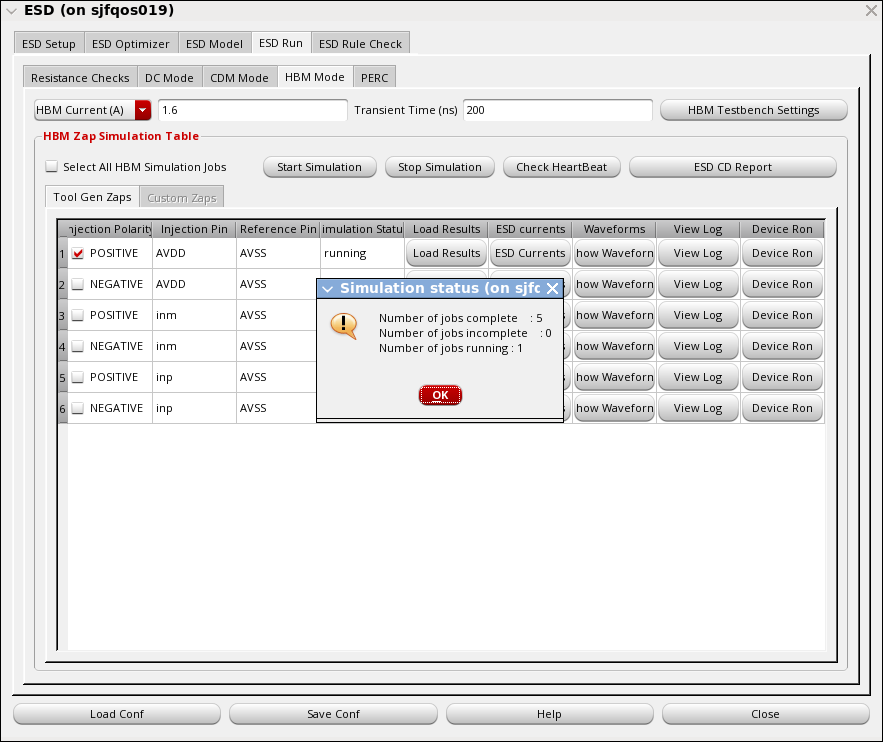 ESD (on sjfqos019)
ESD Setup ESD Optimizer ESD Model ESD Run ESD Rule Check
Resistance Checks DC Mode CDM Mode HBM Mode PERC
HBM Current (A) 1.6 Transient Time (ns) 200 HBM Testbench Settings
HBM Zap Simulation Table
Select All HBM Simulation Jobs Start Simulation Stop Simulation Check HeartBeat ESD CD Report
Tool Gen Zaps Custom Zaps
njection Polarity Injection Pin Reference Pin imulation Statu Load Results ESD currents Waveforms View Log Device Ron
1 POSITIVE AVDD AVSS running Load Results ESD Currents how Waveforn View Log Device Ron
2 NEGATIVE AVDD AVSS how Waveforn View Log Device Ron
3 POSITIVE inm AVSS how Waveforn View Log Device Ron
4 NEGATIVE inm AVSS how Waveforn View Log Device Ron
5 POSITIVE inp AVSS how Waveforn View Log Device Ron
6 NEGATIVE inp AVSS how Waveforn View Log Device Ron
Simulation status (on sjfc
Number of jobs complete : 5
Number of jobs incomplete : 0
Number of jobs running : 1
OK
Load Conf Save Conf Help Close